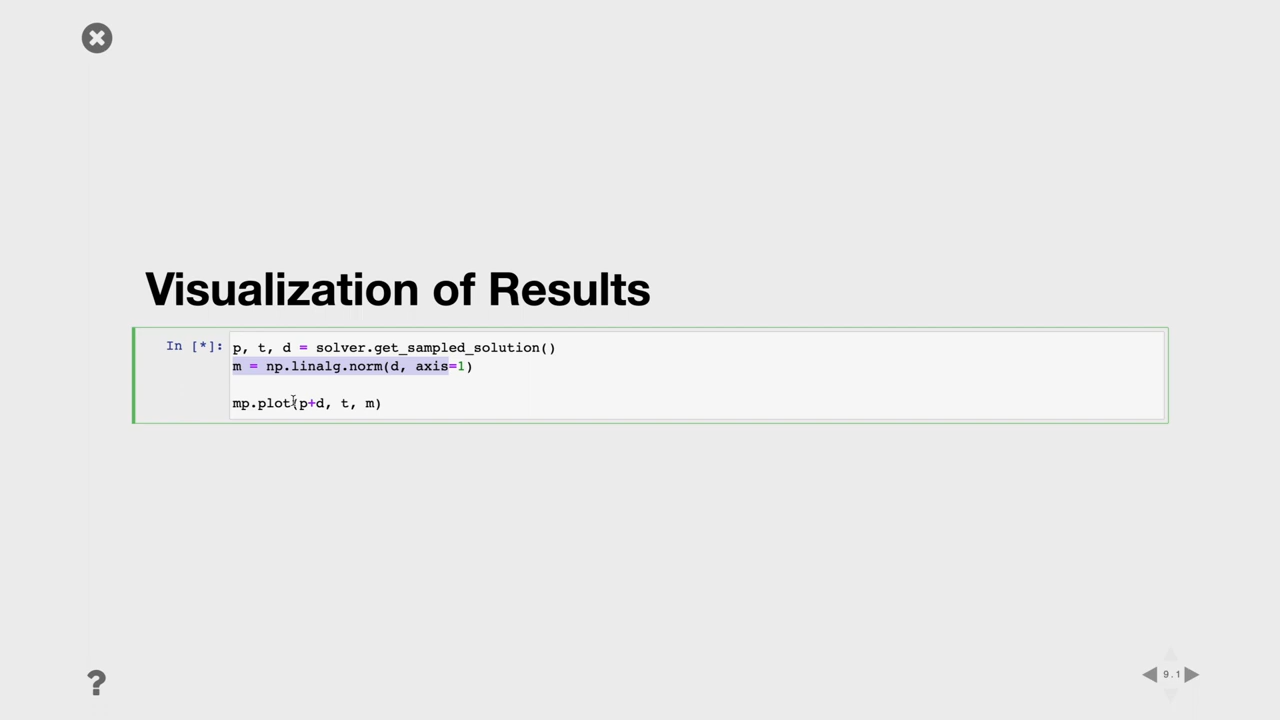 Visualization of Results
In [*]:
p, t, d = solver.get_sampled_solution()
m = np.linalg.norm(d, axis=1)
mp.plot(p+d, t, m)
?
9.1